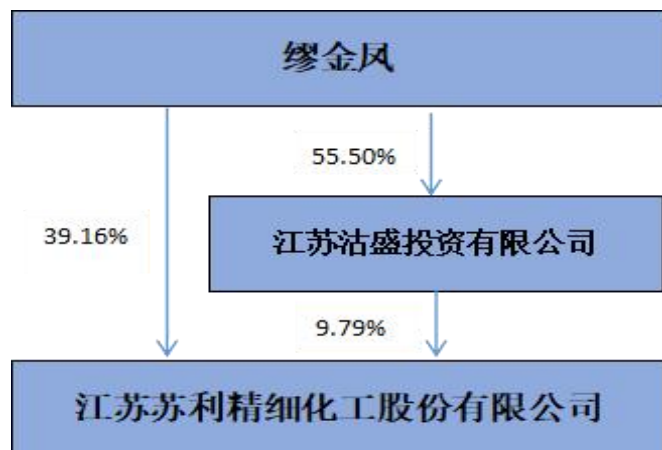 缪金凤
55.50%
39.16%
江苏沽盛投资有限公司
9.79%
江苏苏利精细化工股份有限公司